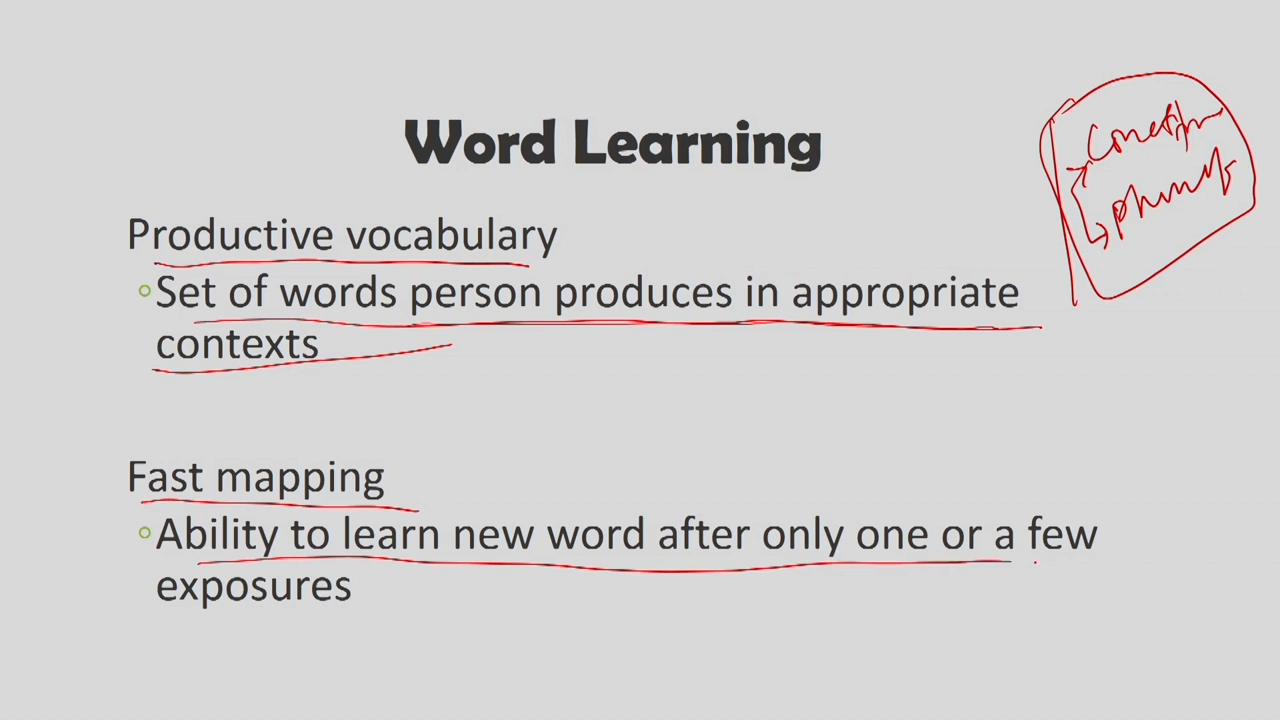 Word Learning
Productive vocabulary
Set of words person produces in appropriate
contexts
Fast mapping
Ability to learn new word after only one or a few
exposures